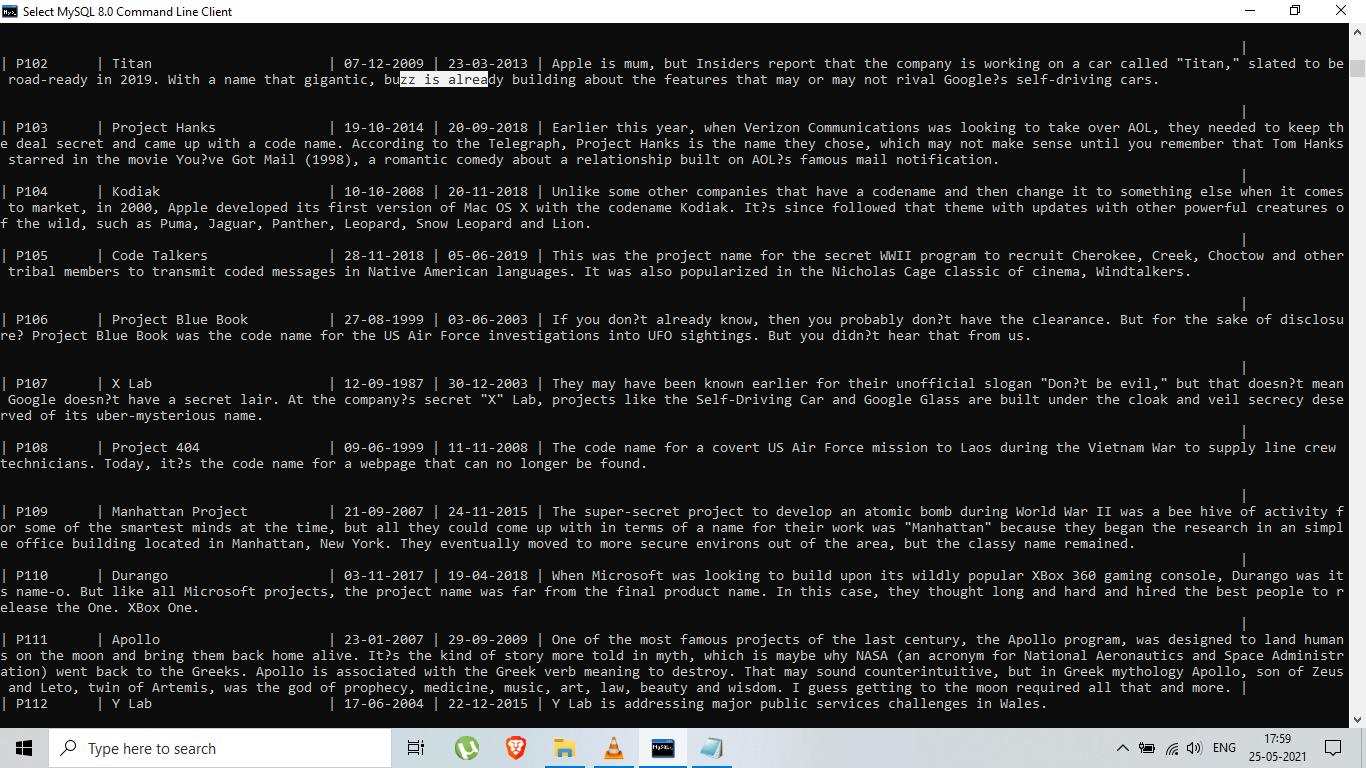 Select MySQL 8.0 Command Line Client
|
| P102 | Titan | 07-12-2009 | 23-03-2013 | Apple is mum, but Insiders report that the company is working on a car called "Titan," slated to be
road-ready in 2019. With a name that gigantic, buzz is already building about the features that may or may not rival Google?s self-driving cars.
|
| P103 | Project Hanks | 19-10-2014 | 20-09-2018 | Earlier this year, when Verizon Communications was looking to take over AOL, they needed to keep th
e deal secret and came up with a code name. According to the Telegraph, Project Hanks is the name they chose, which may not make sense until you remember that Tom Hanks
starred in the movie You?ve Got Mail (1998), a romantic comedy about a relationship built on AOL?s famous mail notification.
|
| P104 | Kodiak | 10-10-2008 | 20-11-2018 | Unlike some other companies that have a codename and then change it to something else when it comes
to market, in 2000, Apple developed its first version of Mac OS X with the codename Kodiak. It?s since followed that theme with updates with other powerful creatures o
f the wild, such as Puma, Jaguar, Panther, Leopard, Snow Leopard and Lion.
|
| P105 | Code Talkers | 28-11-2018 | 05-06-2019 | This was the project name for the secret WWII program to recruit Cherokee, Creek, Choctow and other
tribal members to transmit coded messages in Native American languages. It was also popularized in the Nicholas Cage classic of cinema, Windtalkers.
|
| P106 | Project Blue Book | 27-08-1999 | 03-06-2003 | If you don?t already know, then you probably don?t have the clearance. But for the sake of disclosu
re? Project Blue Book was the code name for the US Air Force investigations into UFO sightings. But you didn?t hear that from us.
|
| P107 | X Lab | 12-09-1987 | 30-12-2003 | They may have been known earlier for their unofficial slogan "Don?t be evil," but that doesn?t mean
Google doesn?t have a secret lair. At the company?s secret "X" Lab, projects like the Self-Driving Car and Google Glass are built under the cloak and veil secrecy dese
rved of its uber-mysterious name.
|
| P108 | Project 404 | 09-06-1999 | 11-11-2008 | The code name for a covert US Air Force mission to Laos during the Vietnam War to supply line crew
technicians. Today, it?s the code name for a webpage that can no longer be found.
|
| P109 | Manhattan Project | 21-09-2007 | 24-11-2015 | The super-secret project to develop an atomic bomb during World War II was a bee hive of activity f
or some of the smartest minds at the time, but all they could come up with in terms of a name for their work was "Manhattan" because they began the research in an simpl
e office building located in Manhattan, New York. They eventually moved to more secure environs out of the area, but the classy name remained.
|
| P110 | Durango | 03-11-2017 | 19-04-2018 | When Microsoft was looking to build upon its wildly popular XBox 360 gaming console, Durango was it
s name-o. But like all Microsoft projects, the project name was far from the final product name. In this case, they thought long and hard and hired the best people to r
elease the One. XBox One.
|
| P111 | Apollo | 23-01-2007 | 29-09-2009 | One of the most famous projects of the last century, the Apollo program, was designed to land human
s on the moon and bring them back home alive. It?s the kind of story more told in myth, which is maybe why NASA (an acronym for National Aeronautics and Space Administr
ation) went back to the Greeks. Apollo is associated with the Greek verb meaning to destroy. That may sound counterintuitive, but in Greek mythology Apollo, son of Zeus
and Leto, twin of Artemis, was the god of prophecy, medicine, music, art, law, beauty and wisdom. I guess getting to the moon required all that and more. |
| P112 | Y Lab | 17-06-2004 | 22-12-2015 | Y Lab is addressing major public services challenges in Wales.
Type here to search
ENG
17:59
25-05-2021